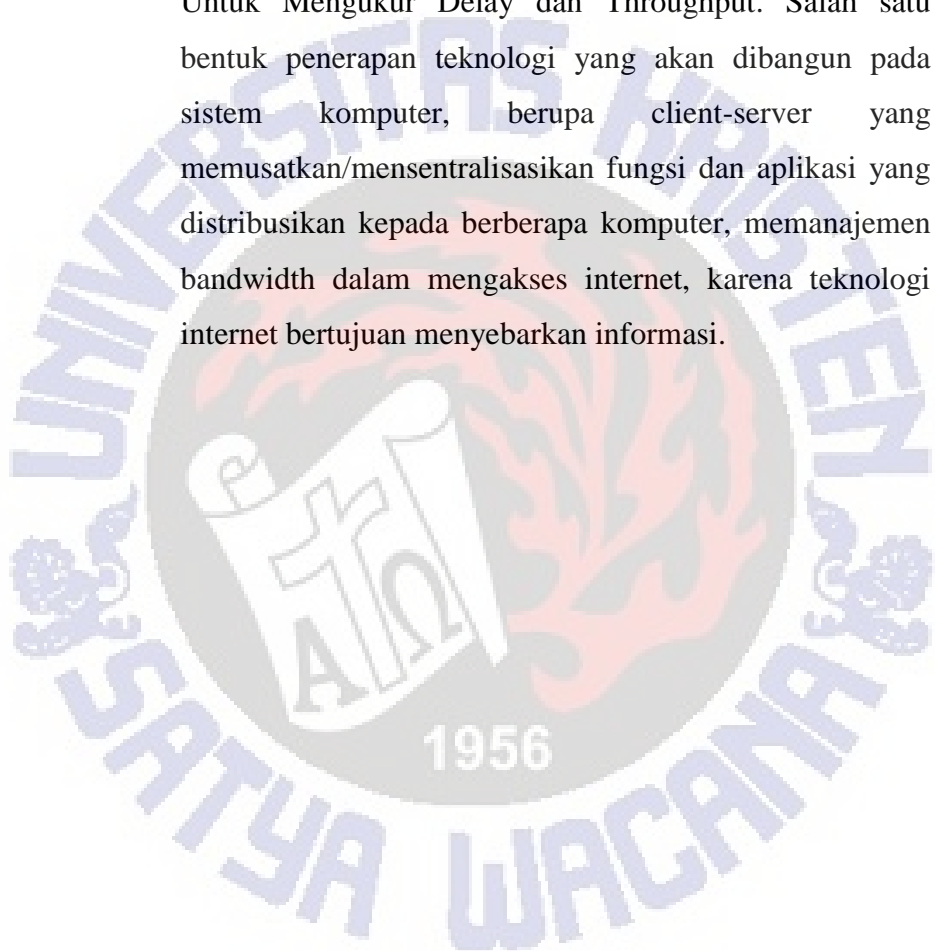 Untuk Mengukur Delay dan Throughput. Salah satu
bentuk penerapan teknologi yang akan dibangun pada
sistem komputer, berupa client-server yang
memusatkan/mensentralisasikan fungsi dan aplikasi yang
distribusikan kepada berberapa komputer, memanajemen
bandwidth dalam mengakses internet, karena teknologi
internet bertujuan menyebarkan informasi.
UNIVERSITAS KRISTEN
Α Ω
1956
SATYA WACANA